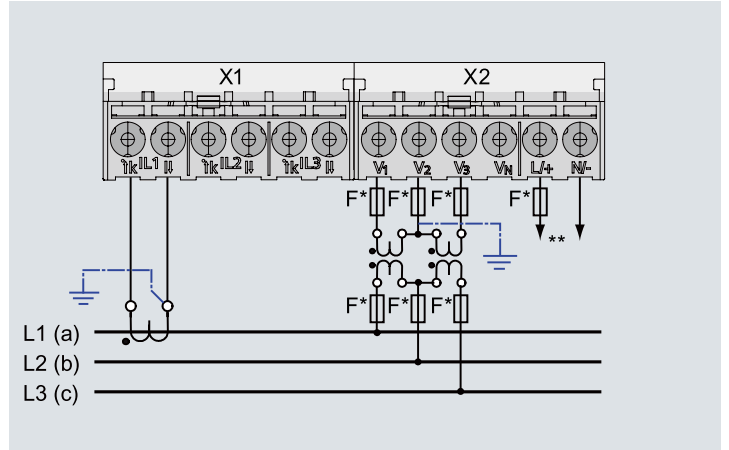 X1 X2
°↑k IL1 l↓ °↑k IL2 l↓ °↑k IL3 l↓ V1 V2 V3 VN L/+ N/-
F* F* F* F*
**
F* F* F*
L1 (a)
L2 (b)
L3 (c)